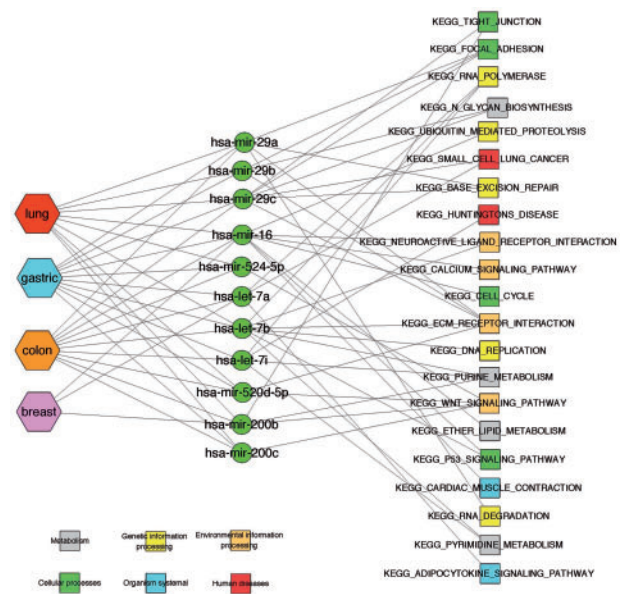 lung
gastric
colon
breast
hsa-mir-29a
hsa-mir-29b
hsa-mir-29c
hsa-mir-16
hsa-mir-524-5p
hsa-let-7a
hsa-let-7b
hsa-let-7i
hsa-mir-520d-5p
hsa-mir-200b
hsa-mir-200c
KEGG_TIGHT_JUNCTION
KEGG_FOCAL_ADHESION
KEGG_RNA_POLYMERASE
KEGG_N_GLYCAN_BIOSYNTHESIS
KEGG_UBIQUITIN_MEDIATED_PROTEOLYSIS
KEGG_SMALL_CELL_LUNG_CANCER
KEGG_BASE_EXCISION_REPAIR
KEGG_HUNTINGTONS_DISEASE
KEGG_NEUROACTIVE_LIGAND_RECEPTOR_INTERACTION
KEGG_CALCIUM_SIGNALING_PATHWAY
KEGG_CELL_CYCLE
KEGG_ECM_RECEPTOR_INTERACTION
KEGG_DNA_REPLICATION
KEGG_PURINE_METABOLISM
KEGG_WNT_SIGNALING_PATHWAY
KEGG_ETHER_LIPID_METABOLISM
KEGG_P53_SIGNALING_PATHWAY
KEGG_CARDIAC_MUSCLE_CONTRACTION
KEGG_RNA_DEGRADATION
KEGG_PYRIMIDINE_METABOLISM
KEGG_ADIPOCYTOKINE_SIGNALING_PATHWAY
Metabolism
Genetic information
processing
Environmental information
processing
Cellular processes
Organism systemal
Human diseases